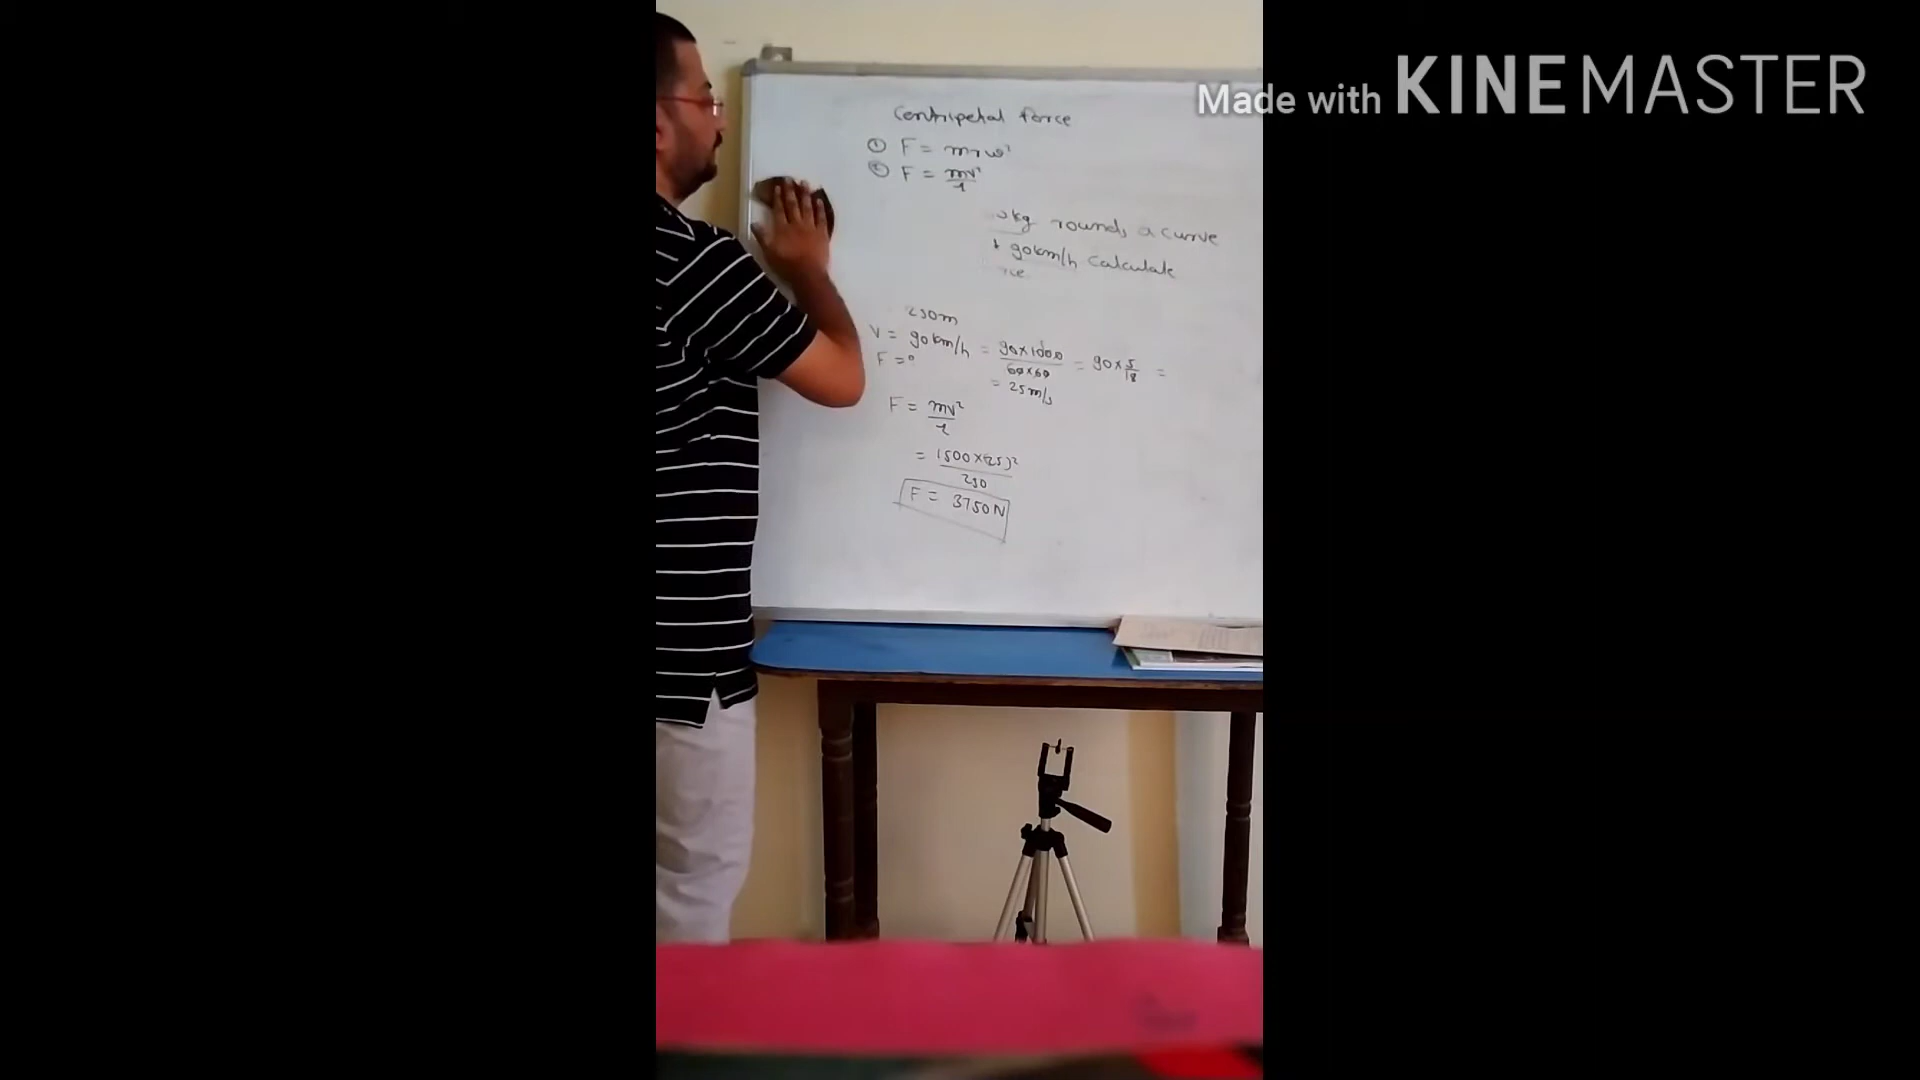 Made with KINEMASTER
Centripetal force
① F = mrω²
② F = mv²/r
kg rounds a curve
90km/h Calculate
250m
V = 90km/h = 90×1000/60×60 = 90×5/18 =
= 25m/s
F = ?
F = mv²/r
= 1500×(25)²/250
F = 3750N